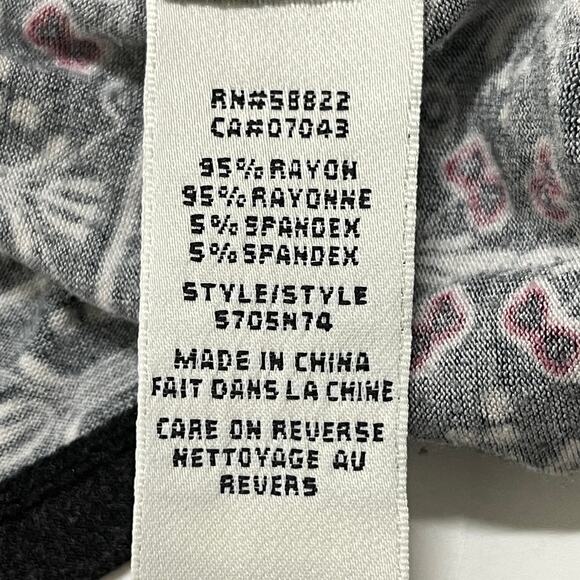 RN#58822
CA#07043
95% RAYON
95% RAYONNE
5% SPANDEX
5% SPANDEX
STYLE/STYLE
5705N74
MADE IN CHINA
FAIT DANS LA CHINE
CARE ON REVERSE
NETTOYAGE AU
REVERS